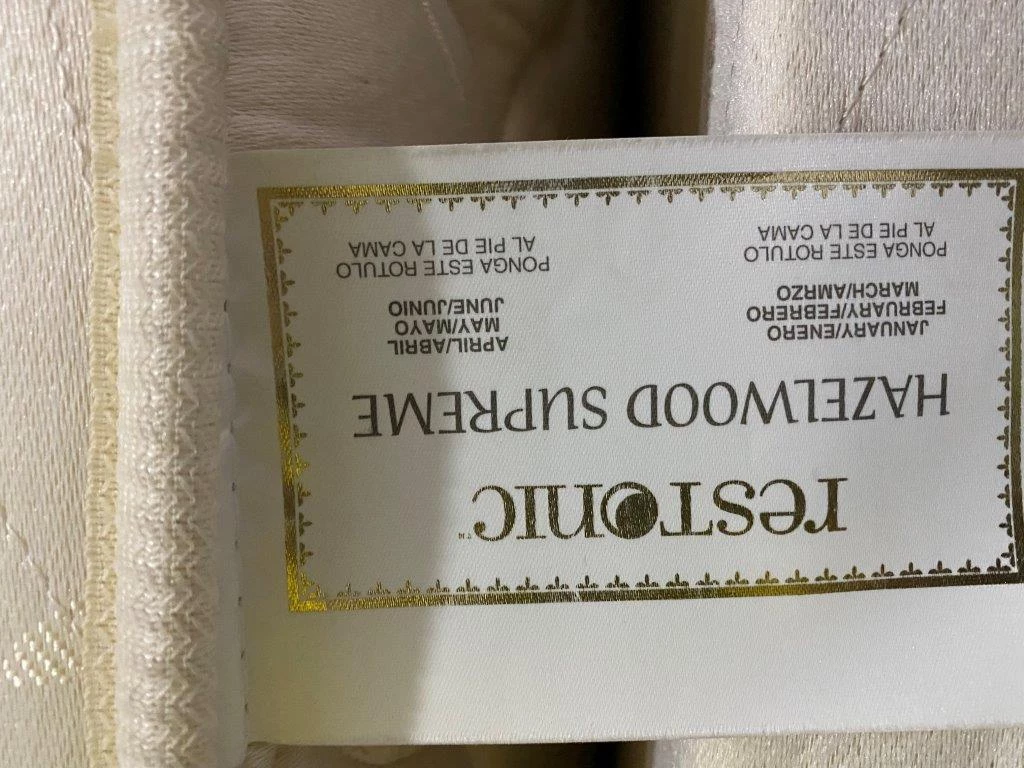 resTonic™
HAZELWOOD SUPREME
JANUARY/ENERO
FEBRUARY/FEBRERO
MARCH/AMRZO
PONGA ESTE ROTULO
AL PIE DE LA CAMA
APRIL/ABRIL
MAY/MAYO
JUNE/JUNIO
PONGA ESTE ROTULO
AL PIE DE LA CAMA